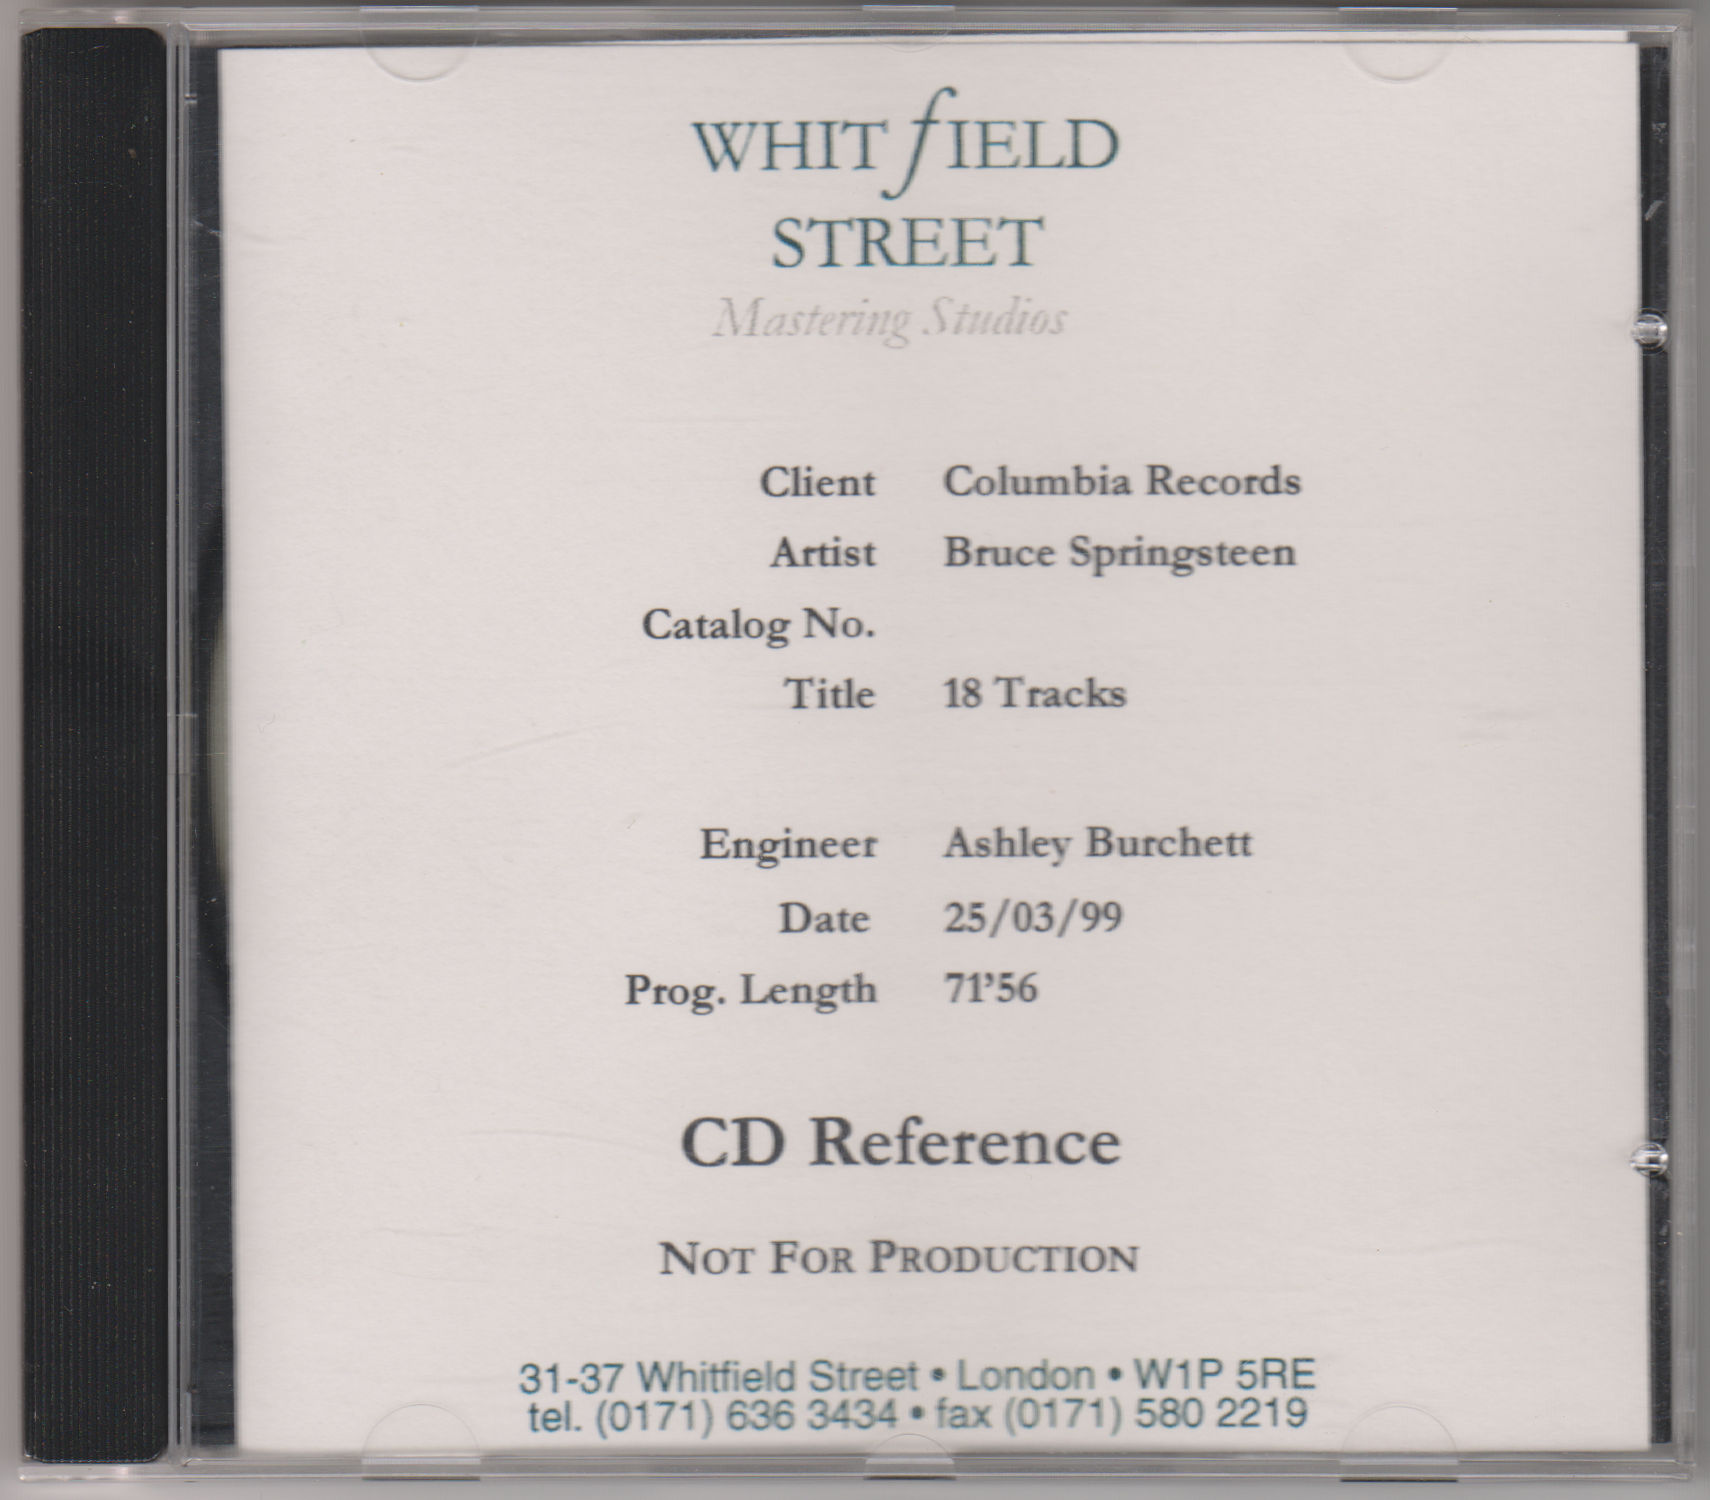 WHITfIELD
STREET
Mastering Studios
Client Columbia Records
Artist Bruce Springsteen
Catalog No.
Title 18 Tracks
Engineer Ashley Burchett
Date 25/03/99
Prog. Length 71’56
CD Reference
NOT FOR PRODUCTION
31-37 Whitfield Street • London • W1P 5RE
tel. (0171) 636 3434 • fax (0171) 580 2219